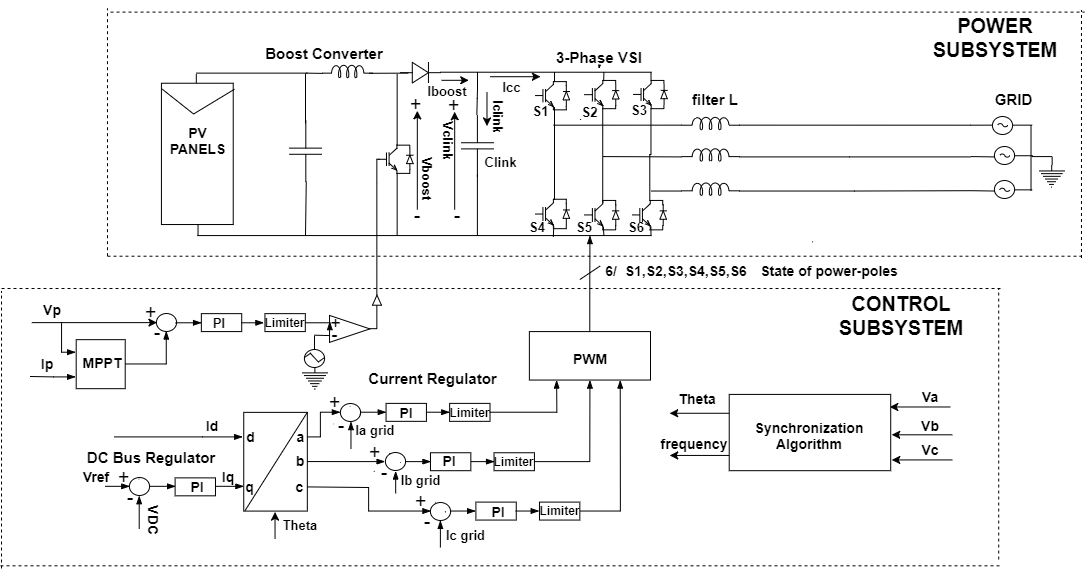 POWER
SUBSYSTEM
Boost Converter
3-Phase VSI
Iboost
Icc
S1
S2
S3
filter L
GRID
PV
PANELS
Vboost
Vclink
Iclink
Clink
+
+
-
-
S4
S5
S6
6/ S1,S2,S3,S4,S5,S6 State of power-poles
CONTROL
SUBSYSTEM
Vp
+
-
PI
Limiter
+
-
Ip
MPPT
PWM
Current Regulator
+
-
PI
Limiter
Ia grid
Id
d
a
DC Bus Regulator
Vref
+
-
PI
Iq
q
VDC
b
c
Theta
+
-
PI
Limiter
Ib grid
+
-
PI
Limiter
Ic grid
Theta
frequency
Synchronization
Algorithm
Va
Vb
Vc